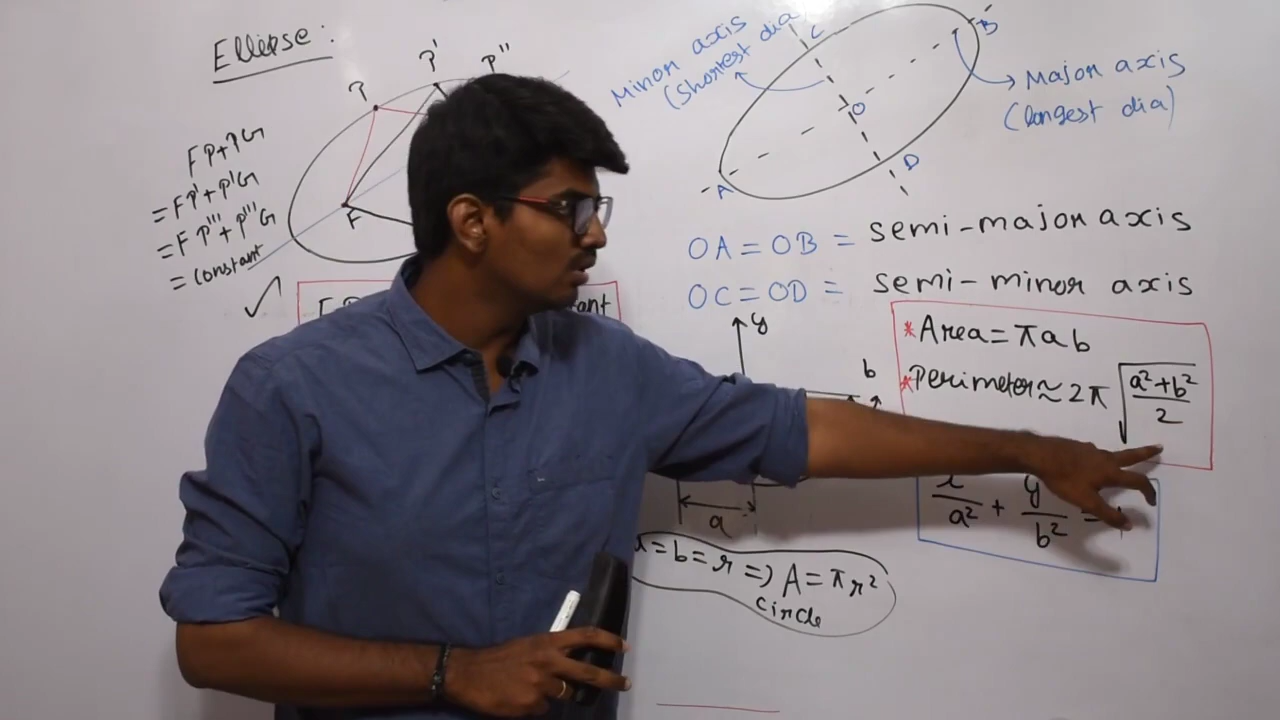 Ellipse :
P
P'
P''
FP+PG
= FP' + P'G
= F P''' + P'''G
= constant
F
Minor axis
(shortest dia)
C
B
O
A
D
Major axis
(longest dia)
OA = OB = semi-major axis
OC = OD = semi-minor axis
y
b
a
* Area = πab
* Perimeter ≈ 2π √((a²+b²)/2)
/a² + y/b² =
= b = r => A = πr²
circle